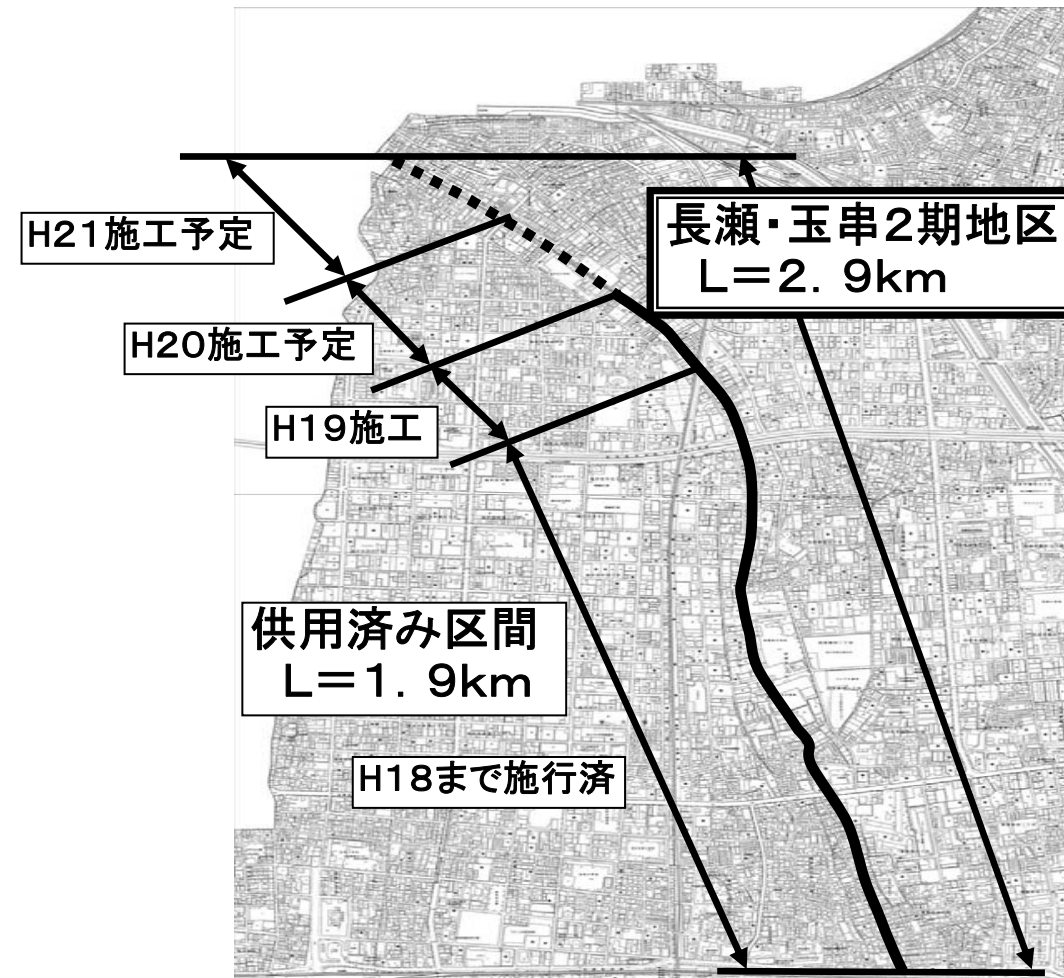 H21施工予定
長瀬・玉串2期地区
L=2.9km
H20施工予定
H19施工
供用済み区間
L=1.9km
H18まで施行済